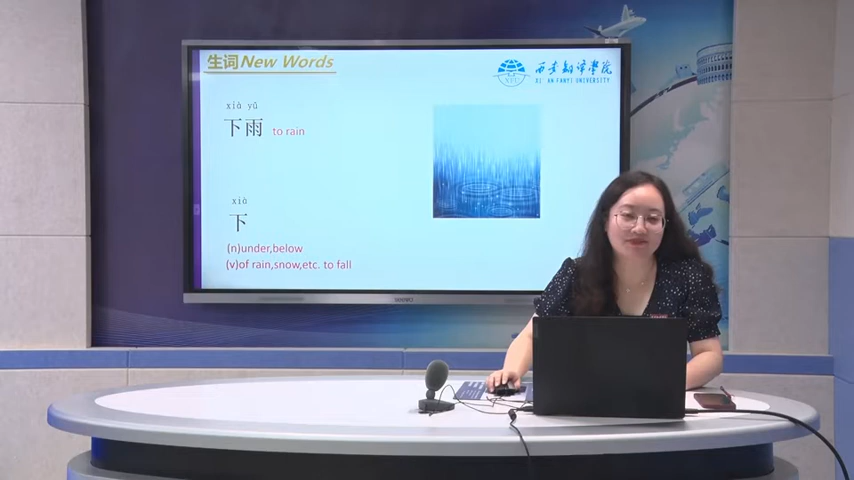 生词New Words
西安翻译学院
XI' AN FANYI UNIVERSITY
xià yǔ
下雨 to rain
xià
下
(n)under,below
(v)of rain,snow,etc. to fall